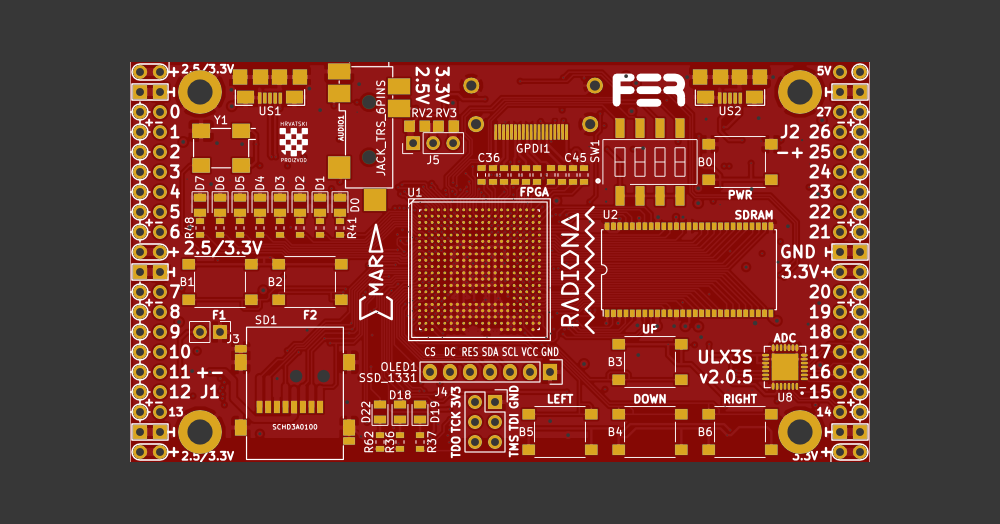 + 2.5/3.3V
0
1
2
3
4
5
6
+
2.5/3.3V
7
8
9
10
11 +-
12 J1
13
+ 2.5/3.3V
US1
Y1
HRVATSKI
PROIZVOD
AUDIO1
JACK_TRS_6PINS
2.5V
3.3V
RV2 RV3
J5
D7 D6 D5 D4 D3 D2 D1 D0
R48
R41
B1
B2
F1
F2
J3
SD1
SCHD3A0100
MARD
U1
FPGA
C36
C45
GPDI1
FER
SW1
US2
B0
PWR
U2
SDRAM
RADIONA
CS DC RES SDA SCL VCC GND
OLED1
SSD_1331
J4
D22
D18
D19
R62
R36
R37
TDO TCK 3V3
TMS TDI GND
UF
B3
ULX3S
v2.0.5
ADC
U8
LEFT
DOWN
RIGHT
B5
B4
B6
5V
27
J2 26
-+ 25
24
23
22
21
GND
3.3V+
20
19
18
17
16
15
14
3.3V +